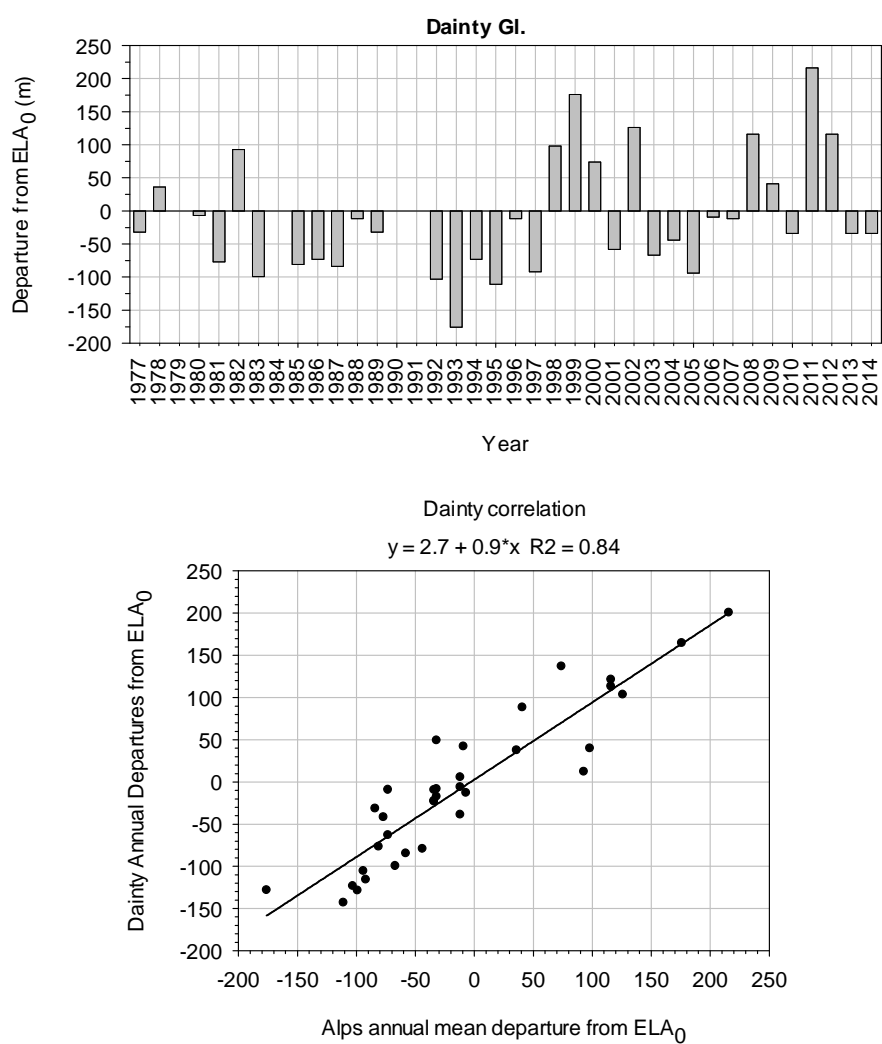 Dainty Gl.
250
200
150
100
50
0
-50
-100
-150
-200
Departure from ELA0 (m)
1977 1978 1979 1980 1981 1982 1983 1984 1985 1986 1987 1988 1989 1990 1991 1992 1993 1994 1995 1996 1997 1998 1999 2000 2001 2002 2003 2004 2005 2006 2007 2008 2009 2010 2011 2012 2013 2014
Year
Dainty correlation
y = 2.7 + 0.9*x R2 = 0.84
250
200
150
100
50
0
-50
-100
-150
-200
Dainty Annual Departures from ELA0
-200 -150 -100 -50 0 50 100 150 200 250
Alps annual mean departure from ELA0